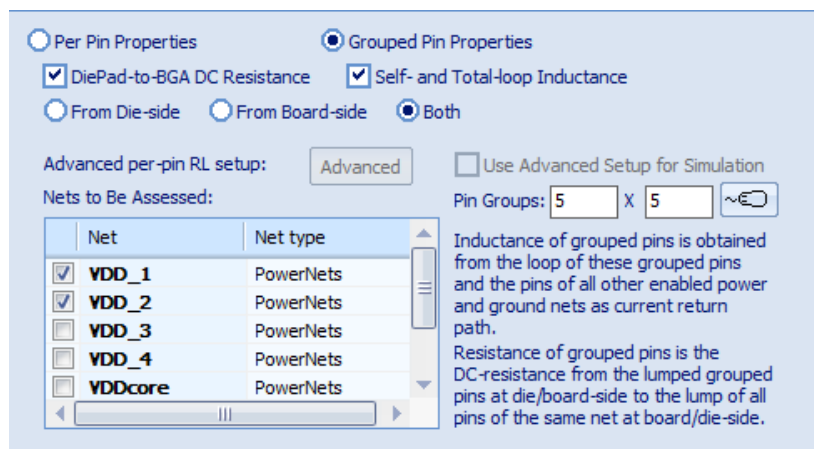 Per Pin Properties Grouped Pin Properties
DiePad-to-BGA DC Resistance Self- and Total-loop Inductance
From Die-side From Board-side Both
Advanced per-pin RL setup: Advanced Use Advanced Setup for Simulation
Nets to Be Assessed: Pin Groups: 5 X 5
Net Net type
VDD_1 PowerNets
VDD_2 PowerNets
VDD_3 PowerNets
VDD_4 PowerNets
VDDcore PowerNets
Inductance of grouped pins is obtained
from the loop of these grouped pins
and the pins of all other enabled power
and ground nets as current return
path.
Resistance of grouped pins is the
DC-resistance from the lumped grouped
pins at die/board-side to the lump of all
pins of the same net at board/die-side.